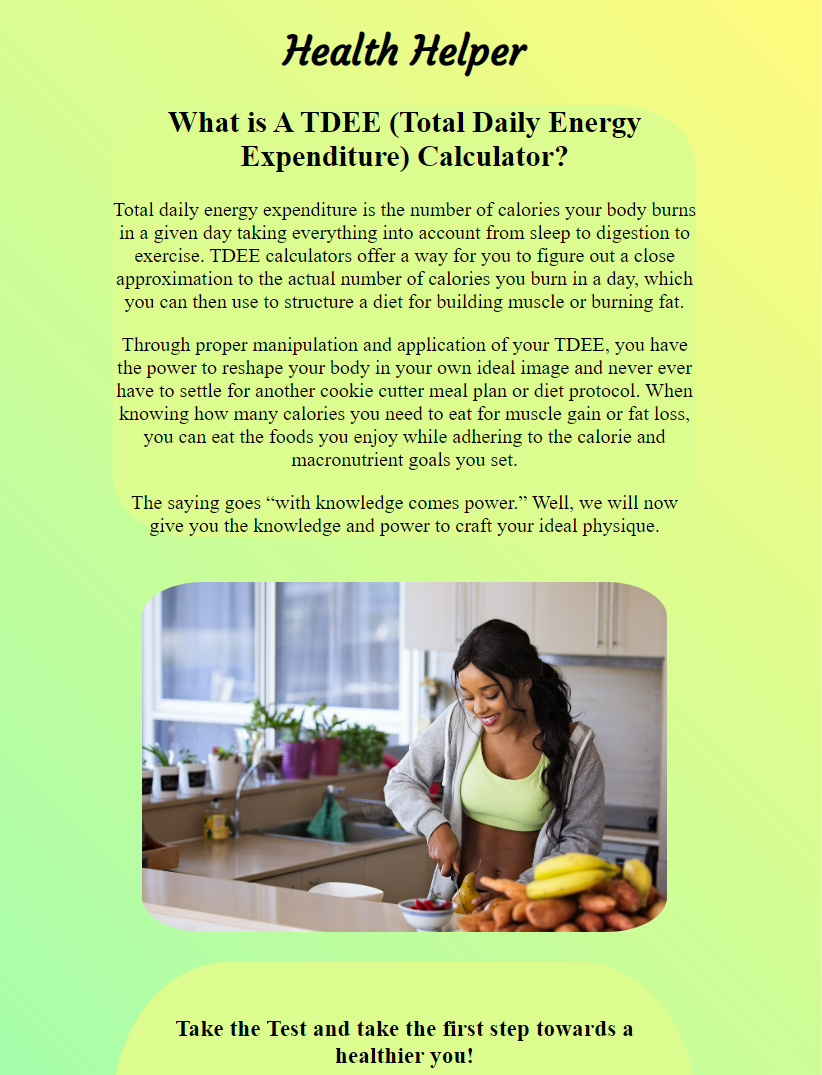 Health Helper
What is A TDEE (Total Daily Energy
Expenditure) Calculator?
Total daily energy expenditure is the number of calories your body burns
in a given day taking everything into account from sleep to digestion to
exercise. TDEE calculators offer a way for you to figure out a close
approximation to the actual number of calories you burn in a day, which
you can then use to structure a diet for building muscle or burning fat.
Through proper manipulation and application of your TDEE, you have
the power to reshape your body in your own ideal image and never ever
have to settle for another cookie cutter meal plan or diet protocol. When
knowing how many calories you need to eat for muscle gain or fat loss,
you can eat the foods you enjoy while adhering to the calorie and
macronutrient goals you set.
The saying goes “with knowledge comes power.” Well, we will now
give you the knowledge and power to craft your ideal physique.
Take the Test and take the first step towards a
healthier you!